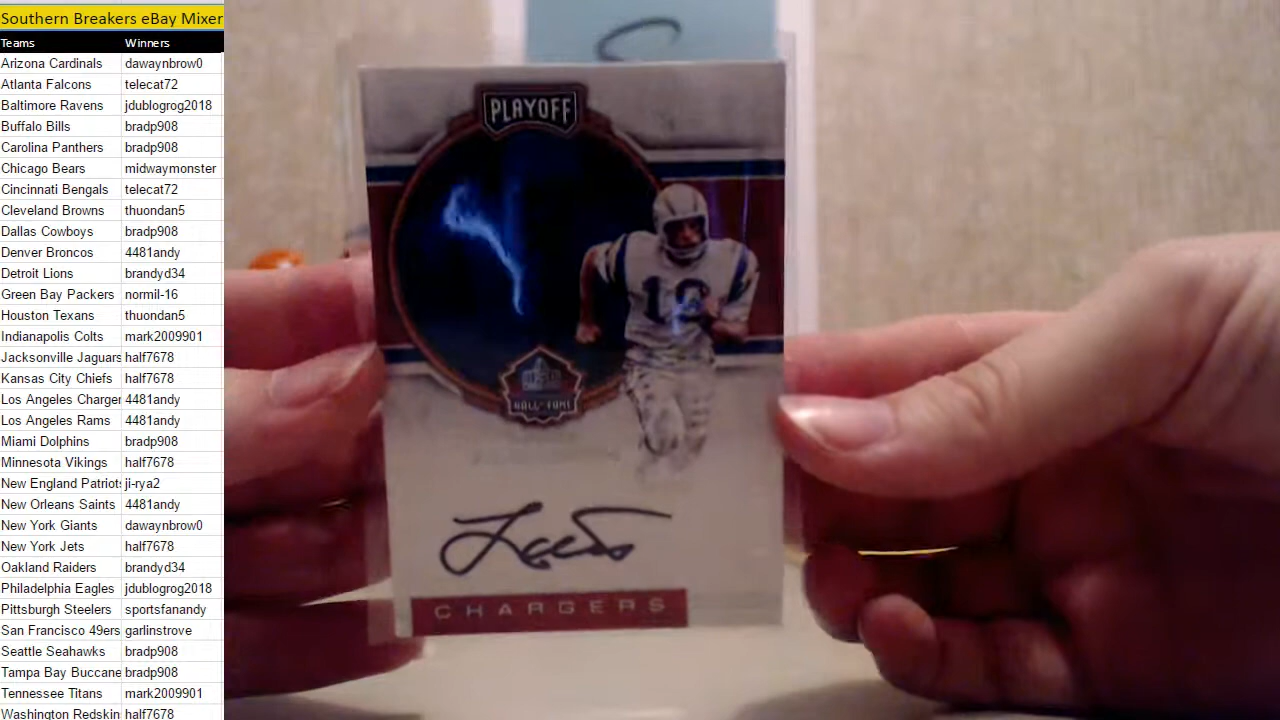 Southern Breakers eBay Mixer
Teams Winners
Arizona Cardinals dawaynbrow0
Atlanta Falcons telecat72
Baltimore Ravens jdublogrog2018
Buffalo Bills bradp908
Carolina Panthers bradp908
Chicago Bears midwaymonster
Cincinnati Bengals telecat72
Cleveland Browns thuondan5
Dallas Cowboys bradp908
Denver Broncos 4481andy
Detroit Lions brandyd34
Green Bay Packers normil-16
Houston Texans thuondan5
Indianapolis Colts mark2009901
Jacksonville Jaguars half7678
Kansas City Chiefs half7678
Los Angeles Charger 4481andy
Los Angeles Rams 4481andy
Miami Dolphins bradp908
Minnesota Vikings half7678
New England Patriots ji-rya2
New Orleans Saints 4481andy
New York Giants dawaynbrow0
New York Jets half7678
Oakland Raiders brandyd34
Philadelphia Eagles jdublogrog2018
Pittsburgh Steelers sportsfanandy
San Francisco 49ers garlinstrove
Seattle Seahawks bradp908
Tampa Bay Buccane bradp908
Tennessee Titans mark2009901
Washington Redskin half7678
PLAYOFF
HALL OF FAME
CHARGERS